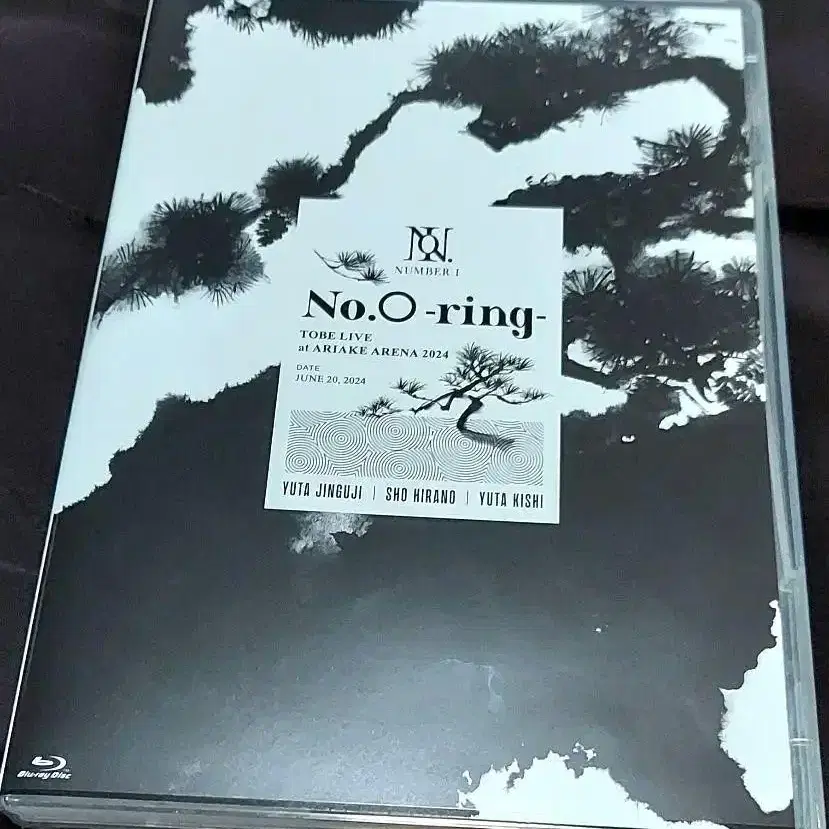 NO.
NUMBER I
No.O -ring-
TOBE LIVE
at ARIAKE ARENA 2024
DATE
JUNE 20, 2024
YUTA JINGUJI | SHO HIRANO | YUTA KISHI
Blu-ray Disc